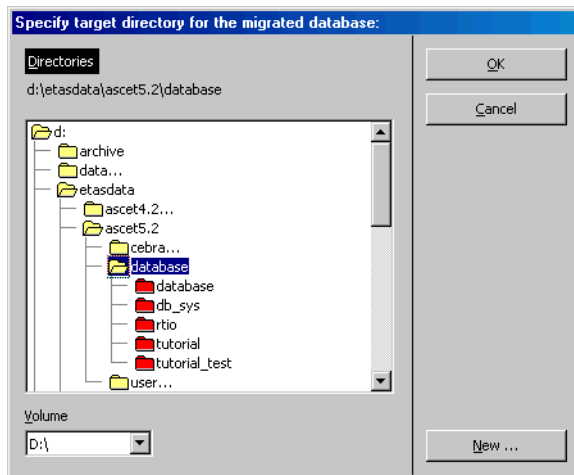 Specify target directory for the migrated database:
Directories
d:\etasdata\ascet5.2\database
d:
archive
data...
etasdata
ascet4.2...
ascet5.2
cebra...
database
database
db_sys
rtio
tutorial
tutorial_test
user...
Volume
D:\
OK
Cancel
New ...